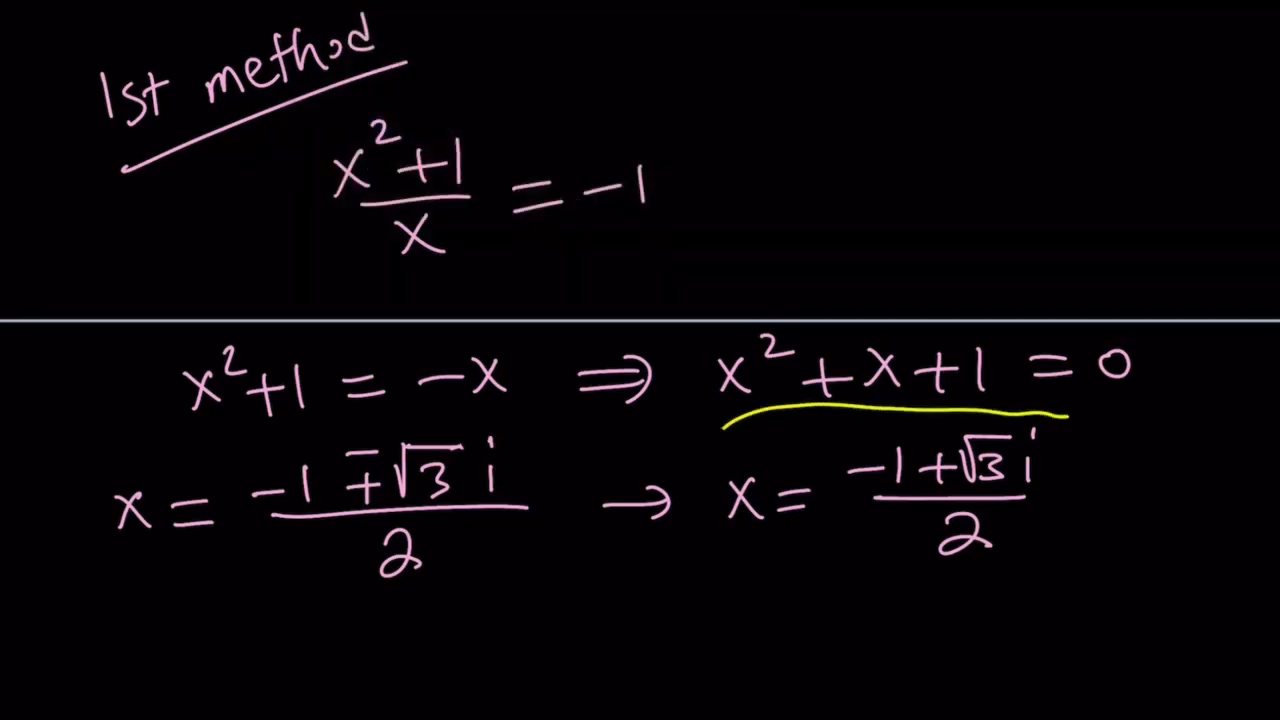 1st method
x²+1 / x = -1
x²+1 = -x ⟹ x²+x+1 = 0
x = (-1 ∓ √3 i) / 2 → x = (-1+√3 i) / 2